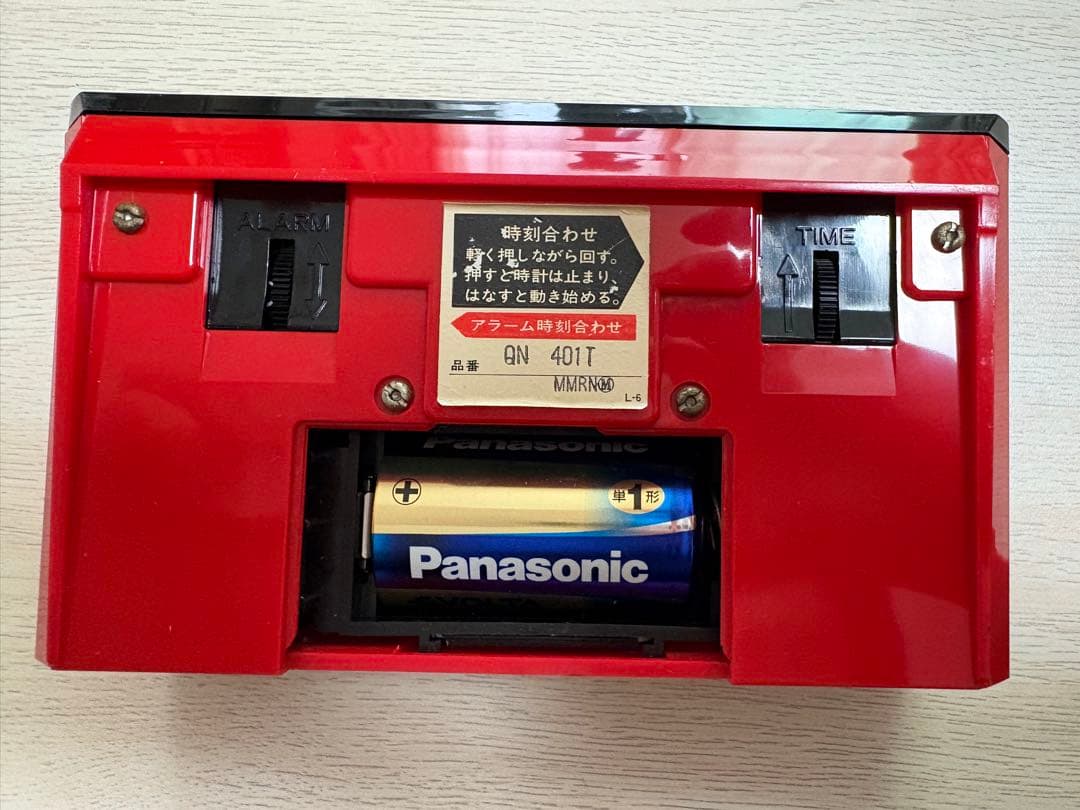 ALARM
時刻合わせ
軽く押しながら回す。
押すと時計は止まり、
はなすと動き始める。
アラーム時刻合わせ
品番 QN 401T
MMRN
L-6
TIME
Panasonic
+
単1形
Panasonic